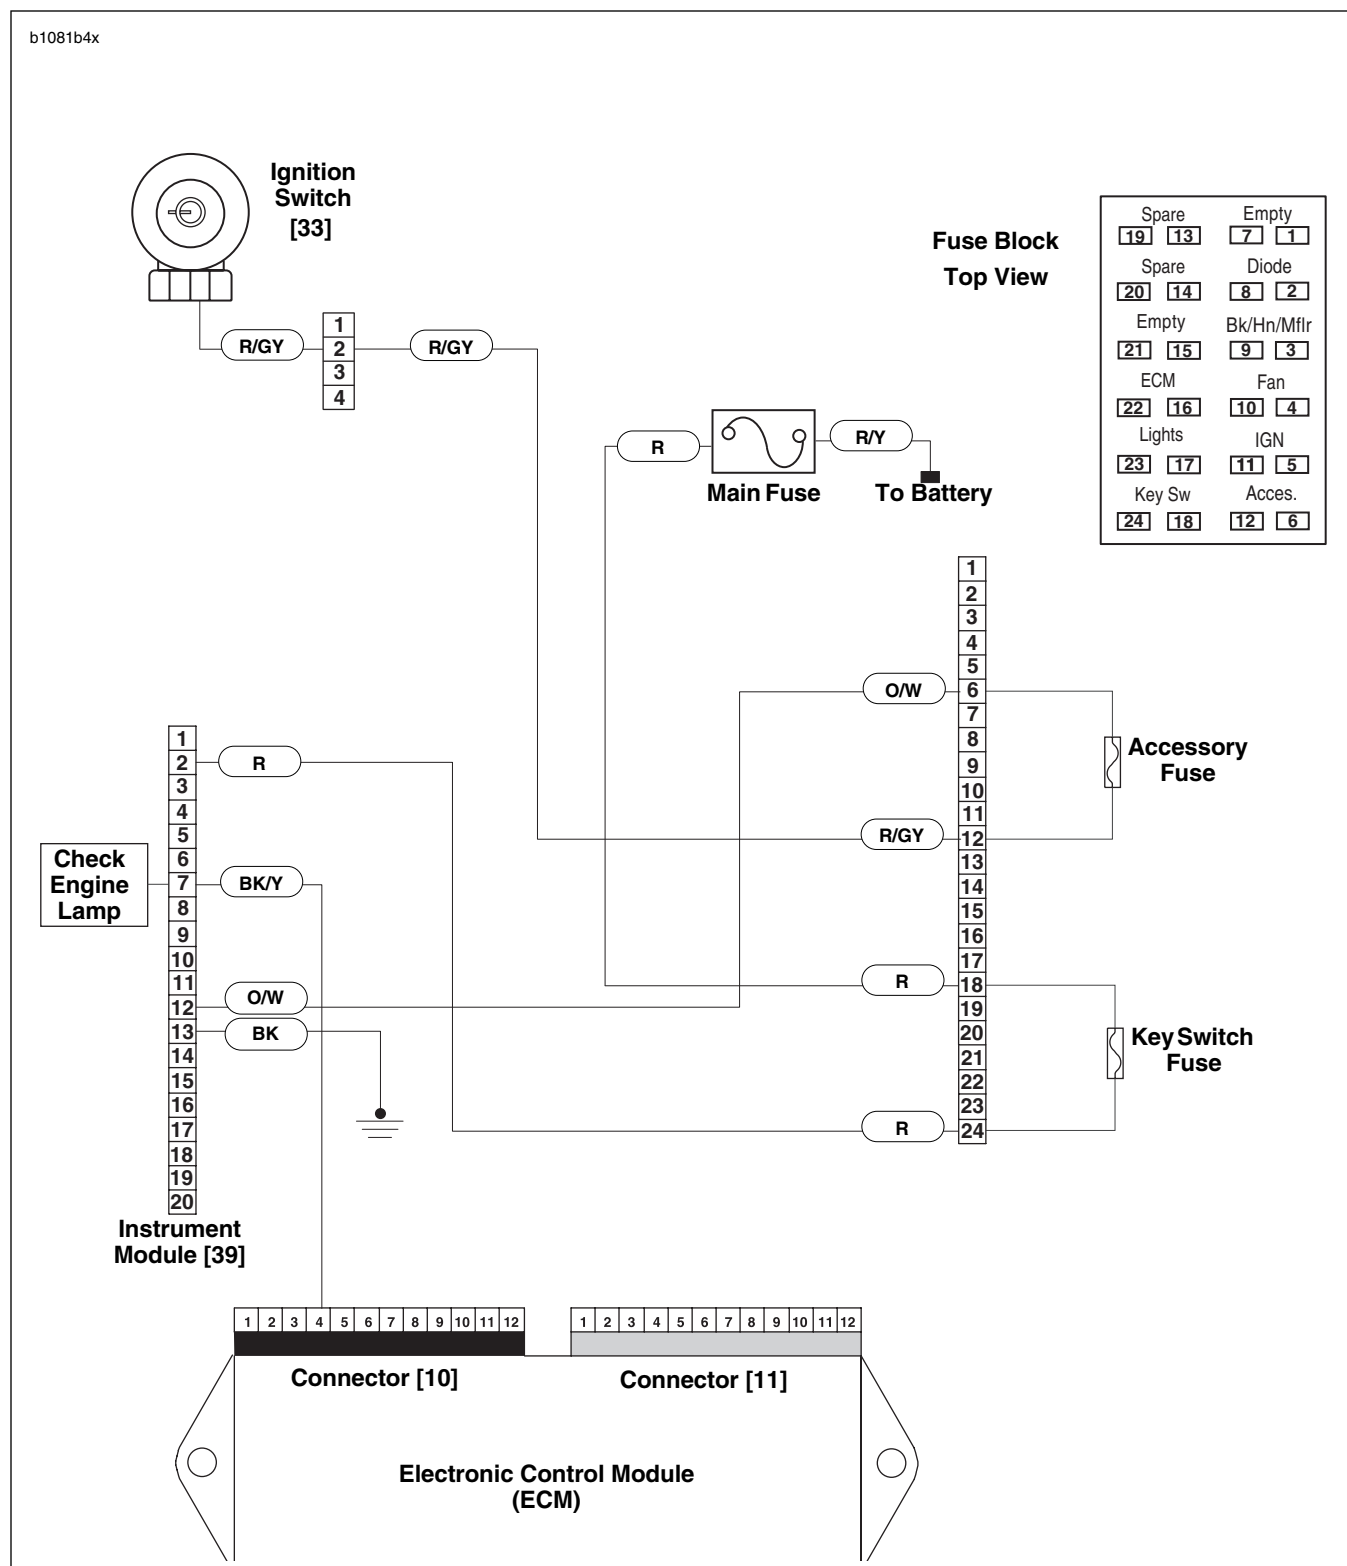 b1081b4x
Ignition
Switch
[33]
R/GY
1
2
3
4
R/GY
Fuse Block
Top View
Spare Empty
19 13 7 1
Spare Diode
20 14 8 2
Empty Bk/Hn/Mflr
21 15 9 3
ECM Fan
22 16 10 4
Lights IGN
23 17 11 5
Key Sw Acces.
24 18 12 6
R
R/Y
Main Fuse
To Battery
1
2
3
4
5
6
7
8
9
10
11
12
13
14
15
16
17
18
19
20
21
22
23
24
O/W
R/GY
R
R
Accessory
Fuse
Key Switch
Fuse
Check
Engine
Lamp
1
2
3
4
5
6
7
8
9
10
11
12
13
14
15
16
17
18
19
20
R
BK/Y
O/W
BK
Instrument
Module [39]
1 2 3 4 5 6 7 8 9 10 11 12
Connector [10]
1 2 3 4 5 6 7 8 9 10 11 12
Connector [11]
Electronic Control Module
(ECM)